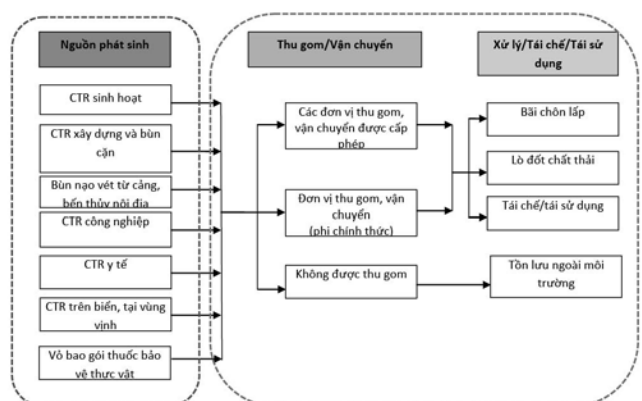 Nguồn phát sinh
CTR sinh hoạt
CTR xây dựng và bùn
cặn
Bùn nạo vét từ cảng,
bến thủy nội địa
CTR công nghiệp
CTR y tế
CTR trên biển, tại vùng
vịnh
Vỏ bao gói thuốc bảo
vệ thực vật
Thu gom/Vận chuyển
Các đơn vị thu gom,
vận chuyển được cấp
phép
Đơn vị thu gom, vận
chuyển
(phi chính thức)
Không được thu gom
Xử lý/Tái chế/Tái sử
dụng
Bãi chôn lấp
Lò đốt chất thải
Tái chế/tái sử dụng
Tồn lưu ngoài môi
trường